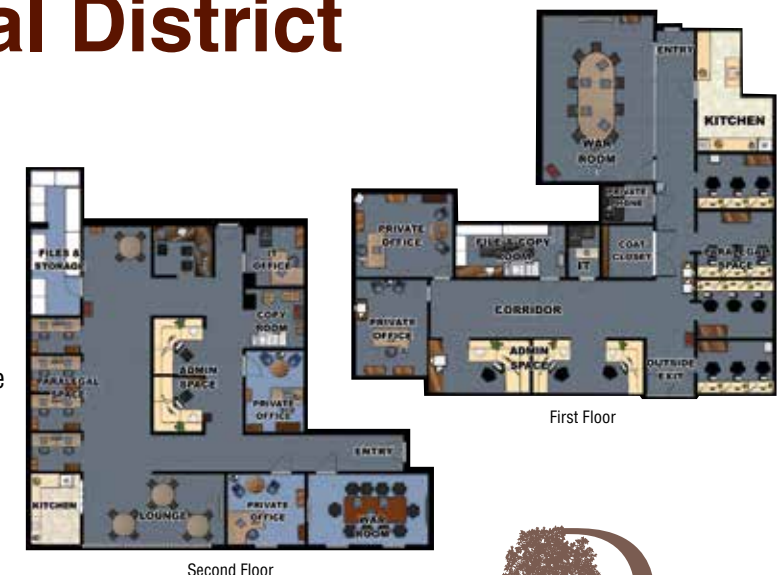 al District
ENTRY
KITCHEN
WAR
ROOM
PRIVATE
PHONE
PRIVATE
OFFICE
FILE & COPY
ROOM
IT
COAT
CLOSET
PARALEGAL
SPACE
CORRIDOR
PRIVATE
OFFICE
ADMIN
SPACE
OUTSIDE
EXIT
First Floor
FILES &
STORAGE
IT
OFFICE
COPY
ROOM
e
PARALEGAL
SPACE
ADMIN
SPACE
PRIVATE
OFFICE
ENTRY
KITCHEN
LOUNGE
PRIVATE
OFFICE
WAR
ROOM
Second Floor